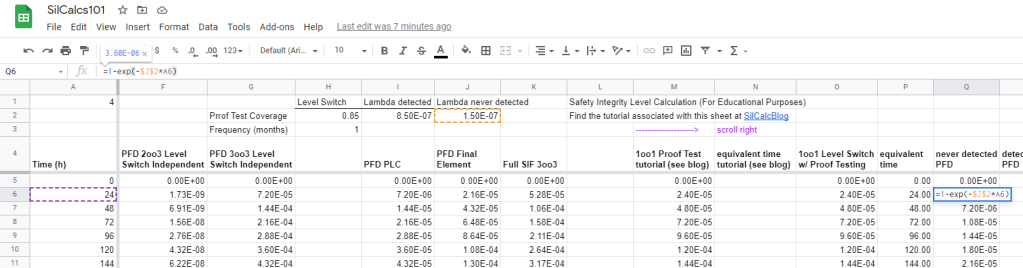 SilCalcs101
File Edit View Insert Format Data Tools Add-ons Help Last edit was 7 minutes ago
3.60E-06 × $ % .0 .00 123 Default (Ari... 10 B I S A
Q6 fx =1-exp(-$J$2*A6)
A F G H I J K L M N O P Q
1 4 Level Switch Lambda detected Lambda never detected Safety Integrity Level Calculation (For Educational Purposes)
2 Prrof Test Coverage 0.85 8.50E-07 1.50E-07 Find the tutorial associated with this sheet at SilCalcBlog
3 Frequency (months) 1 --------------------> scroll right
4 Time (h) PFD 2oo3 Level Switch Independent PFD 3oo3 Level Switch Independent PFD PLC PFD Final Element Full SIF 3oo3 1oo1 Proof Test tutorial (see blog) equivalent time tutorial (see blog) 1oo1 Level Switch w/ Proof Testing equivalent time never detected PFD detec PFD
5 0 0.00E+00 0.00E+00 0.00E+00 0.00E+00 0.00E+00 0.00E+00 0.00E+00 0.00 0.00E+00
6 24 1.73E-09 7.20E-05 7.20E-06 2.16E-05 5.28E-05 2.40E-05 2.40E-05 24.00 =1-exp(-$J$2*A6)
7 48 6.91E-09 1.44E-04 1.44E-05 4.32E-05 1.06E-04 4.80E-05 4.80E-05 48.00 7.20E-06
8 72 1.56E-08 2.16E-04 2.16E-05 6.48E-05 1.58E-04 7.20E-05 7.20E-05 72.00 1.08E-05
9 96 2.76E-08 2.88E-04 2.88E-05 8.64E-05 2.11E-04 9.60E-05 9.60E-05 96.00 1.44E-05
10 120 4.32E-08 3.60E-04 3.60E-05 1.08E-04 2.64E-04 1.20E-04 1.20E-04 120.00 1.80E-05
11 144 6.22E-08 4.32E-04 4.32E-05 1.30E-04 3.17E-04 1.44E-04 1.44E-04 144.00 2.16E-05